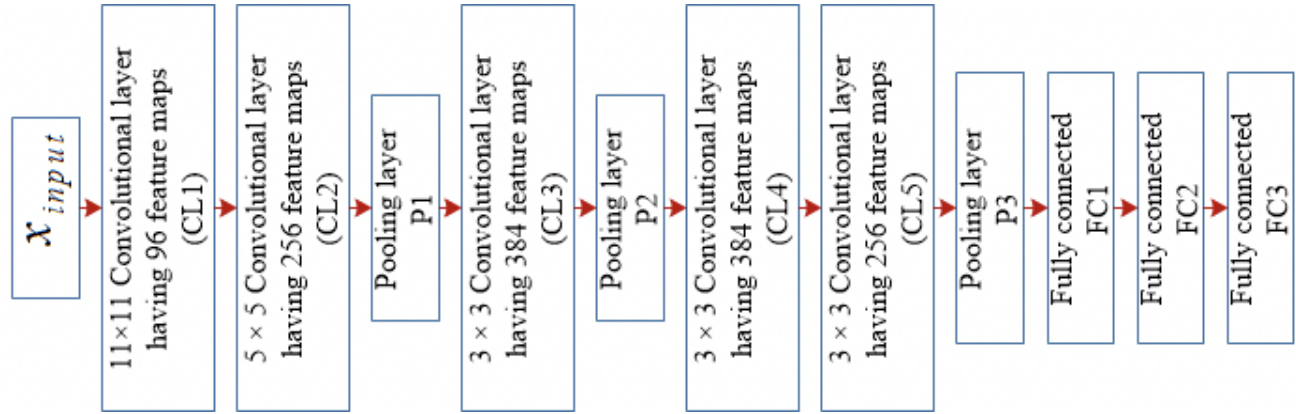 x input
11×11 Convolutional layer
having 96 feature maps
(CL1)
5 × 5 Convolutional layer
having 256 feature maps
(CL2)
Pooling layer
P1
3 × 3 Convolutional layer
having 384 feature maps
(CL3)
Pooling layer
P2
3 × 3 Convolutional layer
having 384 feature maps
(CL4)
3 × 3 Convolutional layer
having 256 feature maps
(CL5)
Pooling layer
P3
Fully connected
FC1
Fully connected
FC2
Fully connected
FC3